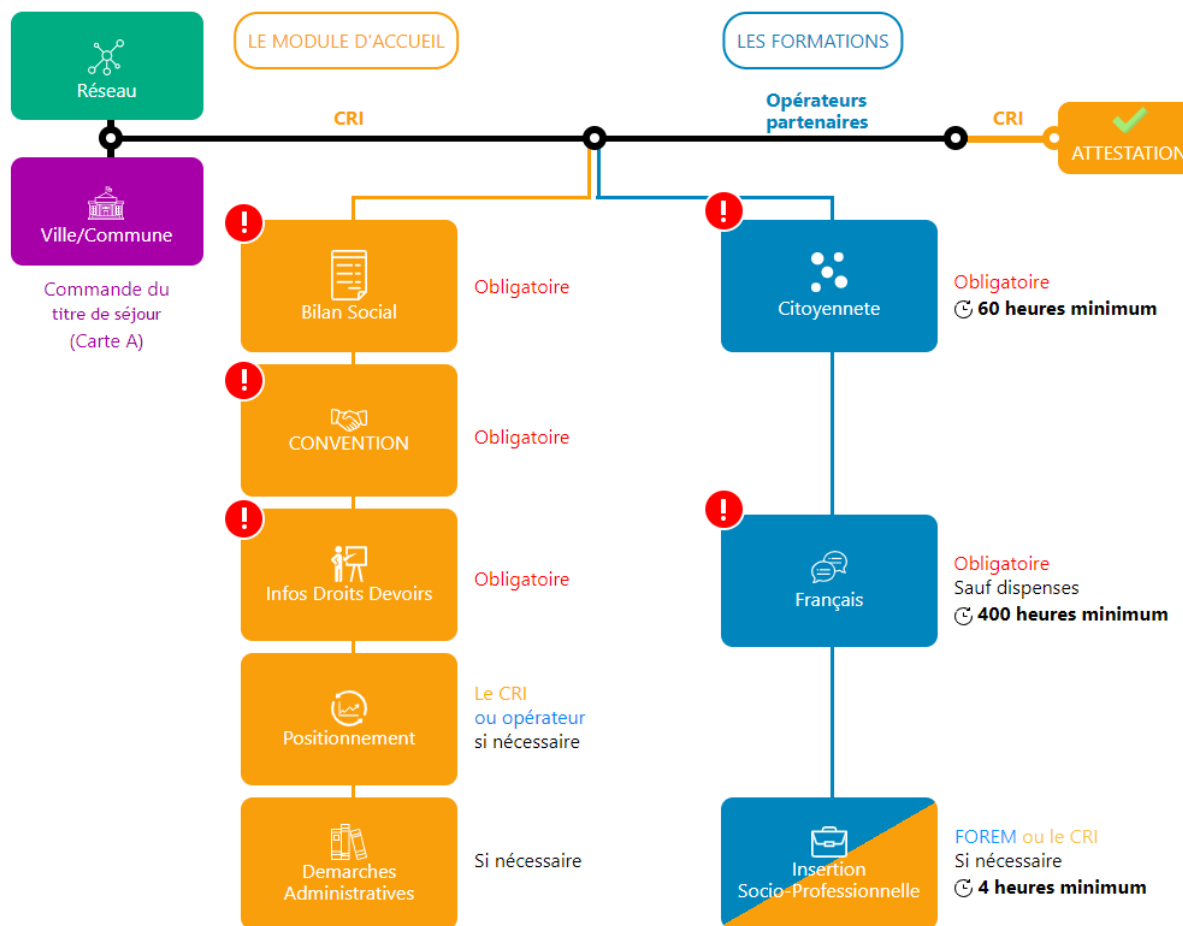 Réseau
Ville/Commune
Commande du
titre de séjour
(Carte A)
LE MODULE D'ACCUEIL
LES FORMATIONS
CRI
Opérateurs
partenaires
CRI
ATTESTATION
!
Bilan Social
Obligatoire
!
CONVENTION
Obligatoire
!
Infos Droits Devoirs
Obligatoire
Positionnement
Le CRI
ou opérateur
si nécessaire
Demarches
Administratives
Si nécessaire
!
Citoyennete
Obligatoire
60 heures minimum
!
Français
Obligatoire
Sauf dispenses
400 heures minimum
Insertion
Socio-Professionnelle
FOREM ou le CRI
Si nécessaire
4 heures minimum